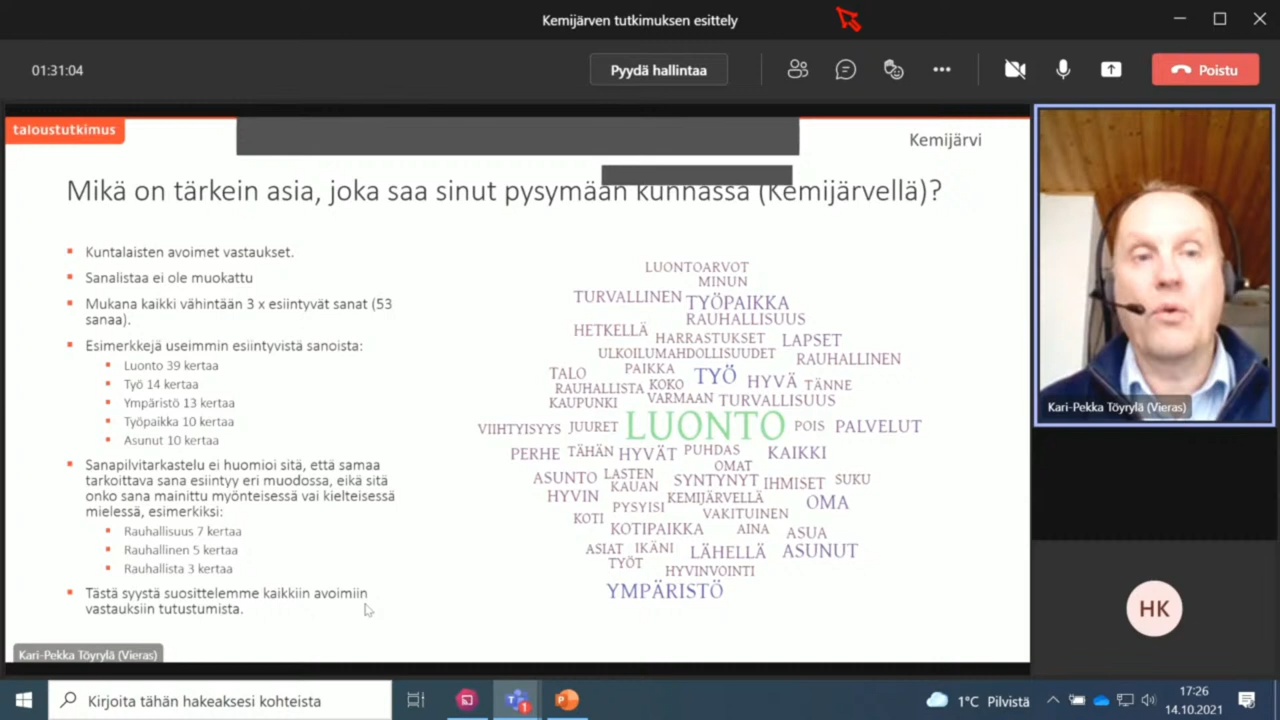 Kemijärven tutkimuksen esittely
01:31:04
Pyydä hallintaa
Poistu
taloustutkimus
Kemijärvi
Mikä on tärkein asia, joka saa sinut pysymään kunnassa (Kemijärvellä)?
Kuntalaisten avoimet vastaukset.
Sanalistaa ei ole muokattu
Mukana kaikki vähintään 3 x esiintyvät sanat (53
sanaa).
Esimerkkejä useimmin esiintyvistä sanoista:
Luonto 39 kertaa
Työ 14 kertaa
Ympäristö 13 kertaa
Työpaikka 10 kertaa
Asunut 10 kertaa
Sanapilvitarkastelu ei huomioi sitä, että samaa
tarkoittava sana esiintyy eri muodossa, eikä sitä
onko sana mainittu myönteisessä vai kielteisessä
mielessä, esimerkiksi:
Rauhallisuus 7 kertaa
Rauhallinen 5 kertaa
Rauhallista 3 kertaa
Tästä syystä suosittelemme kaikkiin avoimiin
vastauksiin tutustumista.
LUONTOARVOT
MINUN
TURVALLINEN TYÖPAIKKA
RAUHALLISUUS
HETKELLÄ HARRASTUKSET LAPSET
ULKOILUMAHDOLLISUUDET RAUHALLINEN
TALO PAIKKA TYÖ HYVÄ TÄNNE
RAUHALLISTA KOKO
KAUPUNKI VARMAAN TURVALLISUUS
VIIHTYISYYS JUURET LUONTO POIS PALVELUT
PERHE TÄHÄN HYVÄT PUHDAS KAIKKI
OMAT
ASUNTO LASTEN SYNTYNYT IHMISET SUKU
HYVIN KAUAN KEMIJÄRVELLÄ OMA
PYSYISI VAKITUINEN
KOTI KOTIPAIKKA AINA ASUA
ASIAT IKÄNI LÄHELLÄ ASUNUT
TYÖT HYVINVOINTI
YMPÄRISTÖ
Kari-Pekka Töyrylä (Vieras)
HK
Kari-Pekka Töyrylä (Vieras)
Kirjoita tähän hakeaksesi kohteista
1
1°C Pilvistä
17:26
14.10.2021